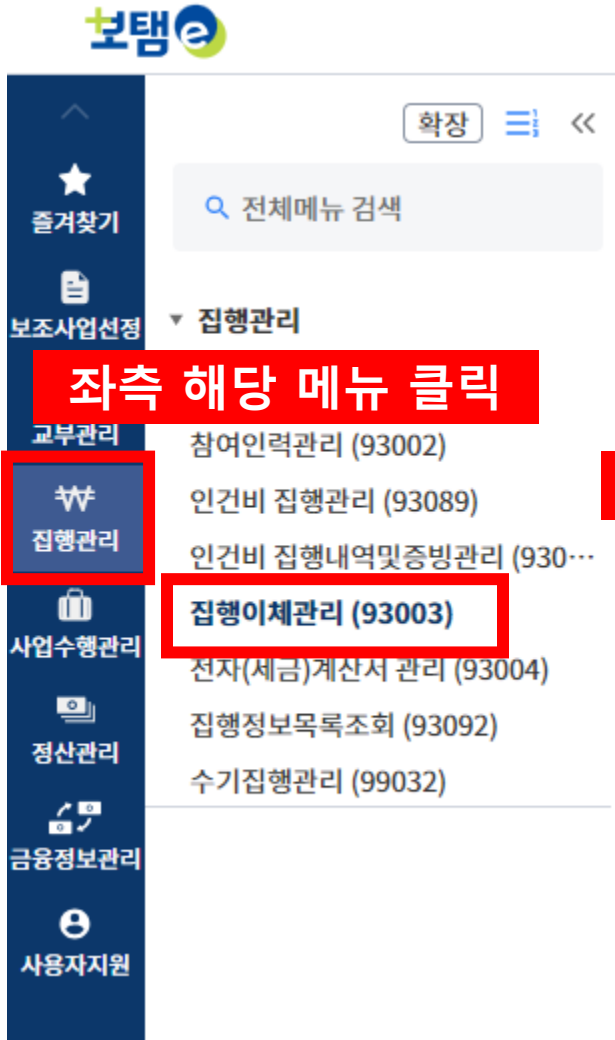 보탬e
확장
전체메뉴 검색
즐겨찾기
보조사업선정
교부관리
집행관리
사업수행관리
정산관리
금융정보관리
사용자지원
집행관리
좌측 해당 메뉴 클릭
참여인력관리 (93002)
인건비 집행관리 (93089)
인건비 집행내역및증빙관리 (930…
집행이체관리 (93003)
전자(세금)계산서 관리 (93004)
집행정보목록조회 (93092)
수기집행관리 (99032)